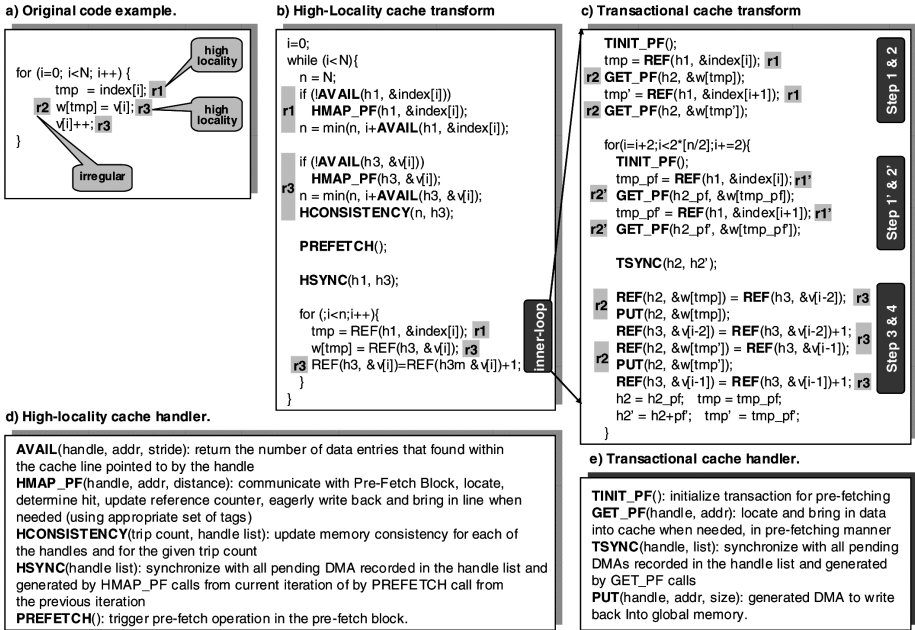 a) Original code example.
for (i=0; i<N; i++) {
tmp = index[i]; r1
r2 w[tmp] = v[i]; r3
v[i]++; r3
}
high
locality
high
locality
irregular
b) High-Locality cache transform
i=0;
while (i<N){
n = N;
if (!AVAIL(h1, &index[i]))
r1 HMAP_PF(h1, &index[i]);
n = min(n, i+AVAIL(h1, &index[i]);
if (!AVAIL(h3, &v[i]))
r3 HMAP_PF(h3, &v[i]);
n = min(n, i+AVAIL(h3, &v[i]);
HCONSISTENCY(n, h3);
PREFETCH();
HSYNC(h1, h3);
for (;i<n;i++){
tmp = REF(h1, &index[i]); r1
w[tmp] = REF(h3, &v[i]); r3
r3 REF(h3, &v[i])=REF(h3m &v[i])+1;
}
}
inner-loop
c) Transactional cache transform
TINIT_PF();
tmp = REF(h1, &index[i]); r1
r2 GET_PF(h2, &w[tmp]);
tmp' = REF(h1, &index[i+1]); r1
r2 GET_PF(h2, &w[tmp']);
Step 1 & 2
for(i=i+2;i<2*[n/2];i+=2){
TINIT_PF();
tmp_pf = REF(h1, &index[i]); r1'
r2' GET_PF(h2_pf, &w[tmp_pf]);
tmp_pf' = REF(h1, &index[i+1]); r1'
r2' GET_PF(h2_pf', &w[tmp_pf']);
Step 1' & 2'
TSYNC(h2, h2');
r2 REF(h2, &w[tmp]) = REF(h3, &v[i-2]); r3
PUT(h2, &w[tmp]);
REF(h3, &v[i-2]) = REF(h3, &v[i-2])+1; r3
r2 REF(h2, &w[tmp']) = REF(h3, &v[i-1]);
PUT(h2, &w[tmp']);
REF(h3, &v[i-1]) = REF(h3, &v[i-1])+1; r3
h2 = h2_pf; tmp = tmp_pf;
h2' = h2+pf'; tmp' = tmp_pf';
}
Step 3 & 4
d) High-locality cache handler.
AVAIL(handle, addr, stride): return the number of data entries that found within
the cache line pointed to by the handle
HMAP_PF(handle, addr, distance): communicate with Pre-Fetch Block, locate,
determine hit, update reference counter, eagerly write back and bring in line when
needed (using appropriate set of tags)
HCONSISTENCY(trip count, handle list): update memory consistency for each of
the handles and for the given trip count
HSYNC(handle list): synchronize with all pending DMA recorded in the handle list and
generated by HMAP_PF calls from current iteration of by PREFETCH call from
the previous iteration
PREFETCH(): trigger pre-fetch operation in the pre-fetch block.
e) Transactional cache handler.
TINIT_PF(): initialize transaction for pre-fetching
GET_PF(handle, addr): locate and bring in data
into cache when needed, in pre-fetching manner
TSYNC(handle, list): synchronize with all pending
DMAs recorded in the handle list and generated
by GET_PF calls
PUT(handle, addr, size): generated DMA to write
back Into global memory.